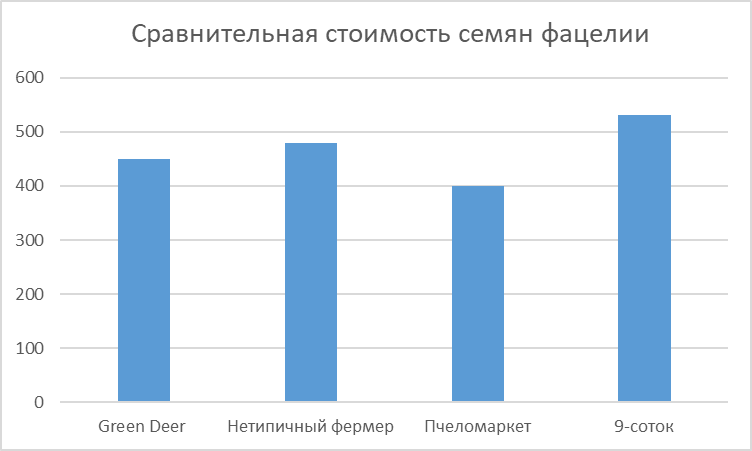 Сравнительная стоимость семян фацелии
600
500
400
300
200
100
0
Green Deer
Нетипичный фермер
Пчеломаркет
9-соток